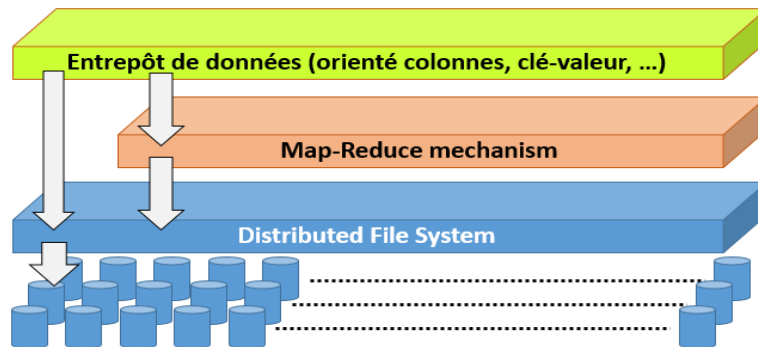 Entrepôt de données (orienté colonnes, clé-valeur, …)
Map-Reduce mechanism
Distributed File System